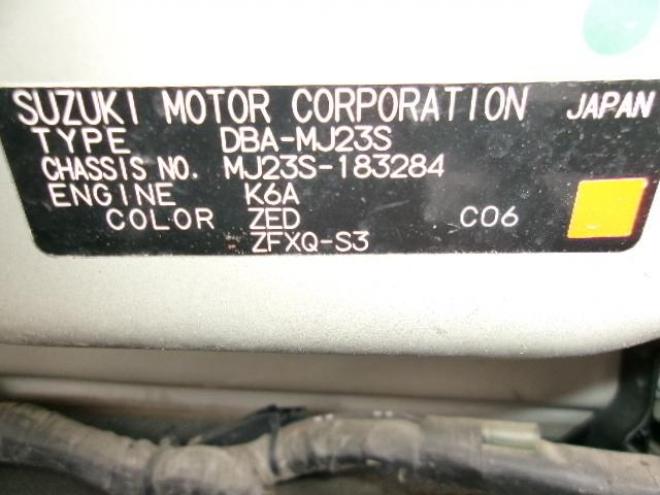 SUZUKI MOTOR CORPORATION JAPAN
TYPE DBA-MJ23S
CHASSIS NO. MJ23S-183284
ENGINE K6A
COLOR ZED C06
ZFXQ-S3